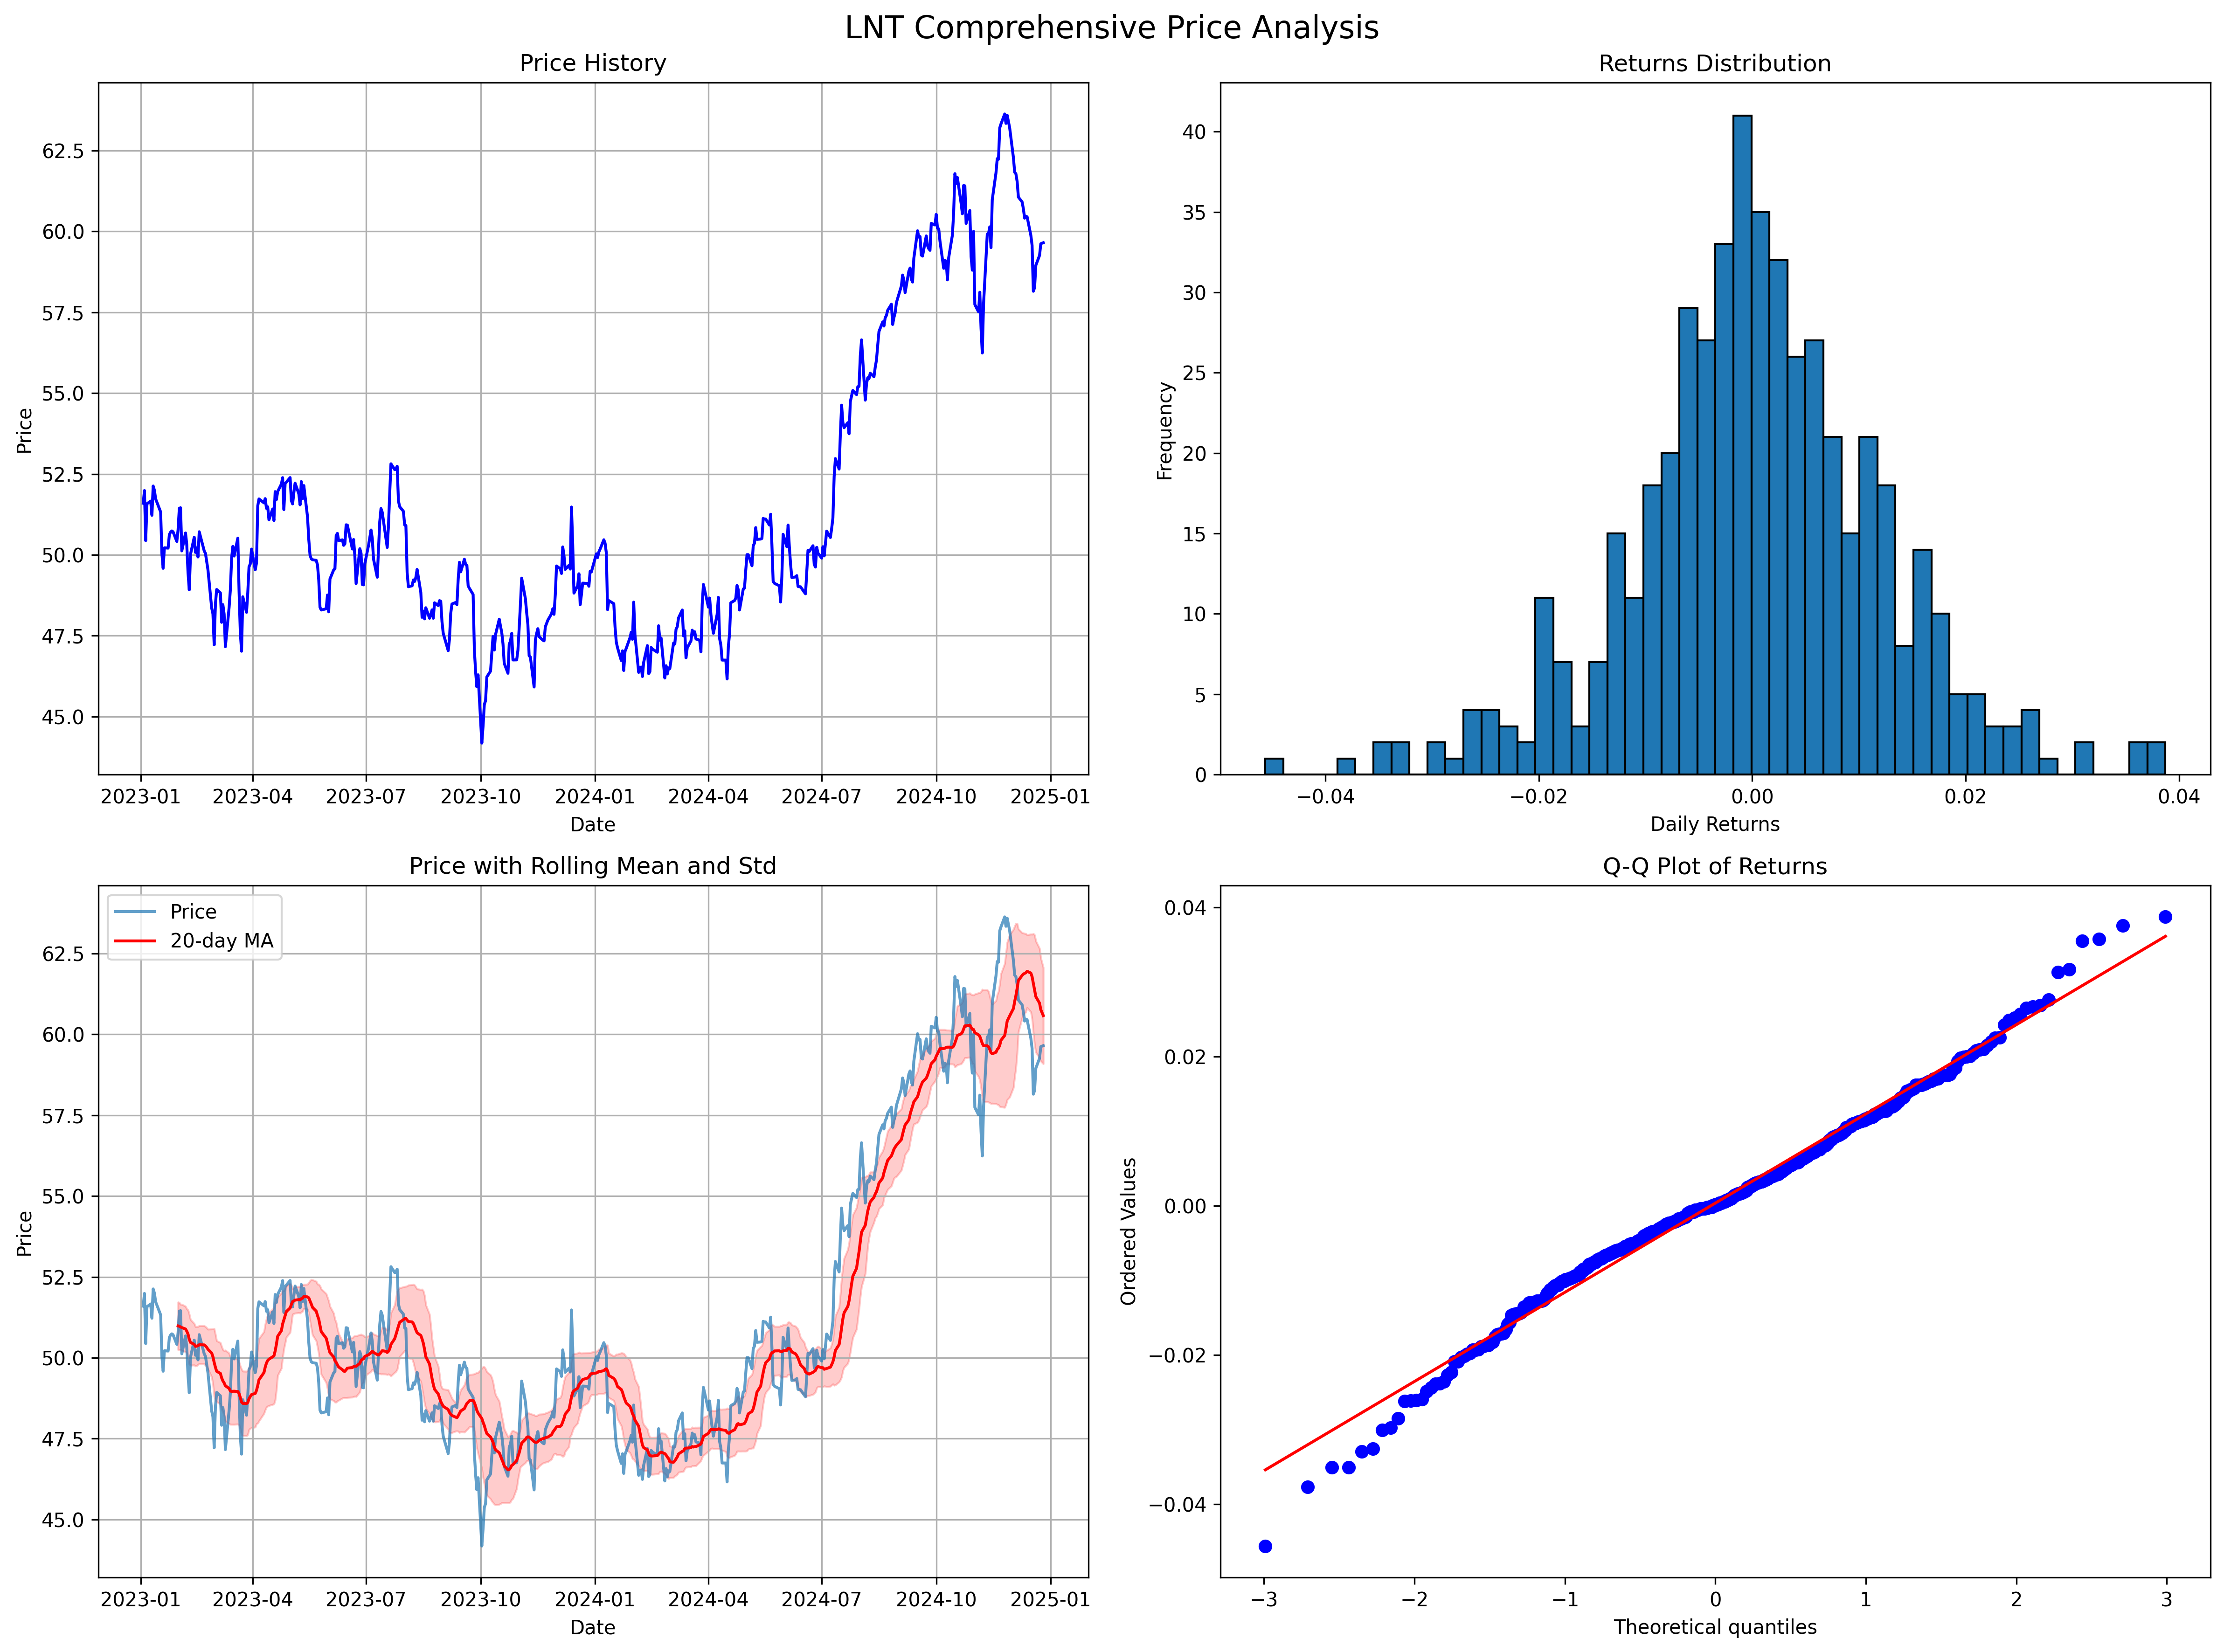 LNT Comprehensive Price Analysis
Price History
Price
62.5
60.0
57.5
55.0
52.5
50.0
47.5
45.0
2023-01 2023-04 2023-07 2023-10 2024-01 2024-04 2024-07 2024-10 2025-01
Date
Returns Distribution
Frequency
40
35
30
25
20
15
10
5
0
−0.04 −0.02 0.00 0.02 0.04
Daily Returns
Price with Rolling Mean and Std
Price
20-day MA
Price
62.5
60.0
57.5
55.0
52.5
50.0
47.5
45.0
2023-01 2023-04 2023-07 2023-10 2024-01 2024-04 2024-07 2024-10 2025-01
Date
Q-Q Plot of Returns
Ordered Values
0.04
0.02
0.00
−0.02
−0.04
−3 −2 −1 0 1 2 3
Theoretical quantiles